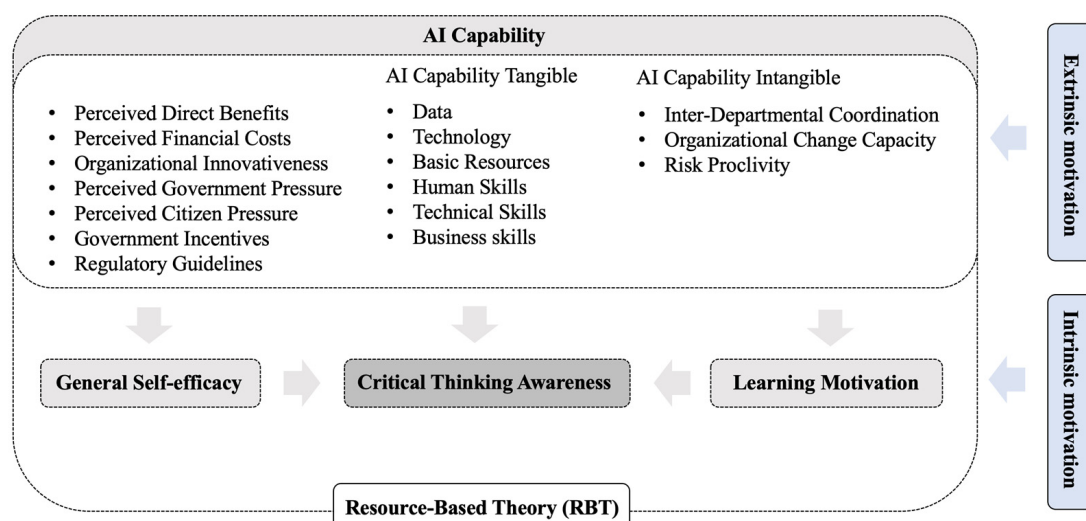 AI Capability
Perceived Direct Benefits
Perceived Financial Costs
Organizational Innovativeness
Perceived Government Pressure
Perceived Citizen Pressure
Government Incentives
Regulatory Guidelines
AI Capability Tangible
Data
Technology
Basic Resources
Human Skills
Technical Skills
Business skills
AI Capability Intangible
Inter-Departmental Coordination
Organizational Change Capacity
Risk Proclivity
Extrinsic motivation
General Self-efficacy
Critical Thinking Awareness
Learning Motivation
Intrinsic motivation
Resource-Based Theory (RBT)